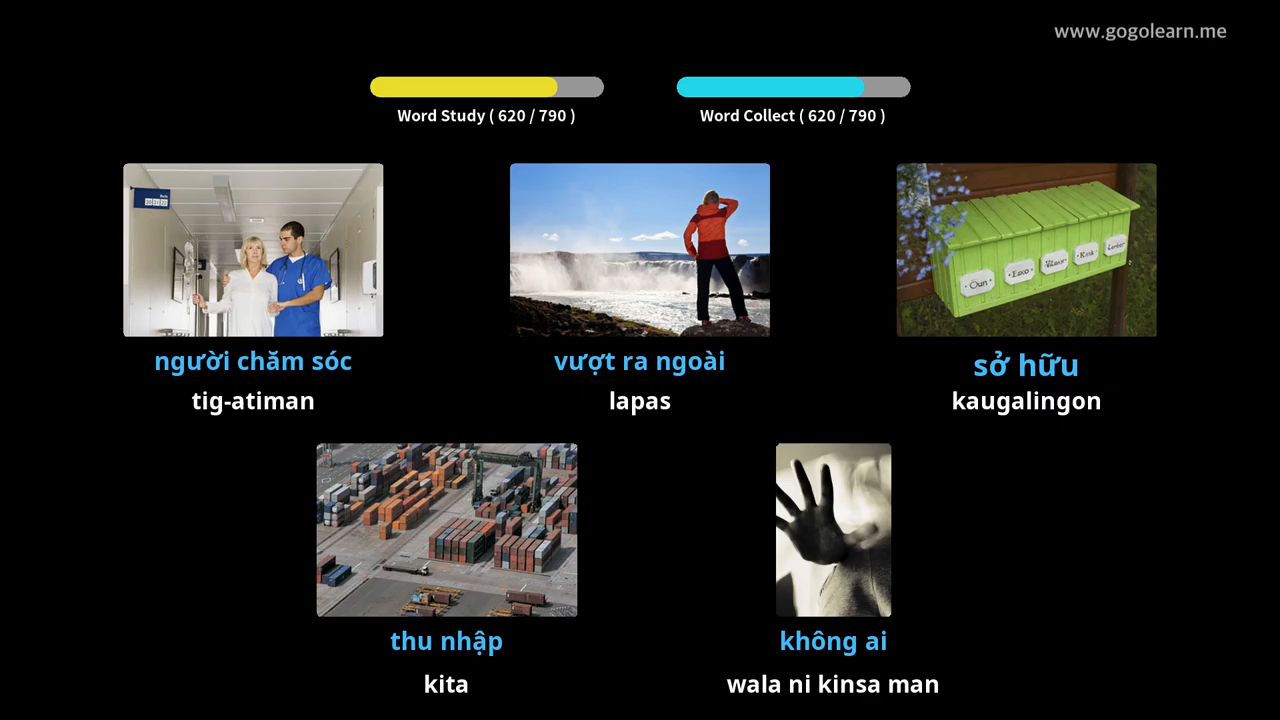 www.gogolearn.me
Word Study ( 620 / 790 )
Word Collect ( 620 / 790 )
người chăm sóc
tig-atiman
vượt ra ngoài
lapas
sở hữu
kaugalingon
thu nhập
kita
không ai
wala ni kinsa man